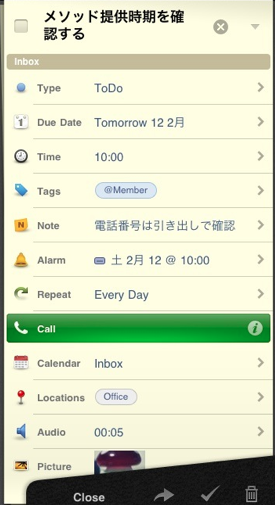 メソッド提供時期を確
認する
Inbox
Type ToDo
Due Date Tomorrow 12 2月
Time 10:00
Tags @Member
Note 電話番号は引き出しで確認
Alarm 土 2月 12 @ 10:00
Repeat Every Day
Call
Calendar Inbox
Locations Office
Audio 00:05
Picture
Close